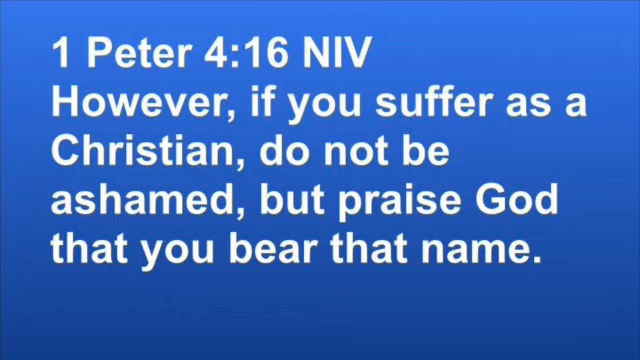 1 Peter 4:16 NIV
However, if you suffer as a
Christian, do not be
ashamed, but praise God
that you bear that name.